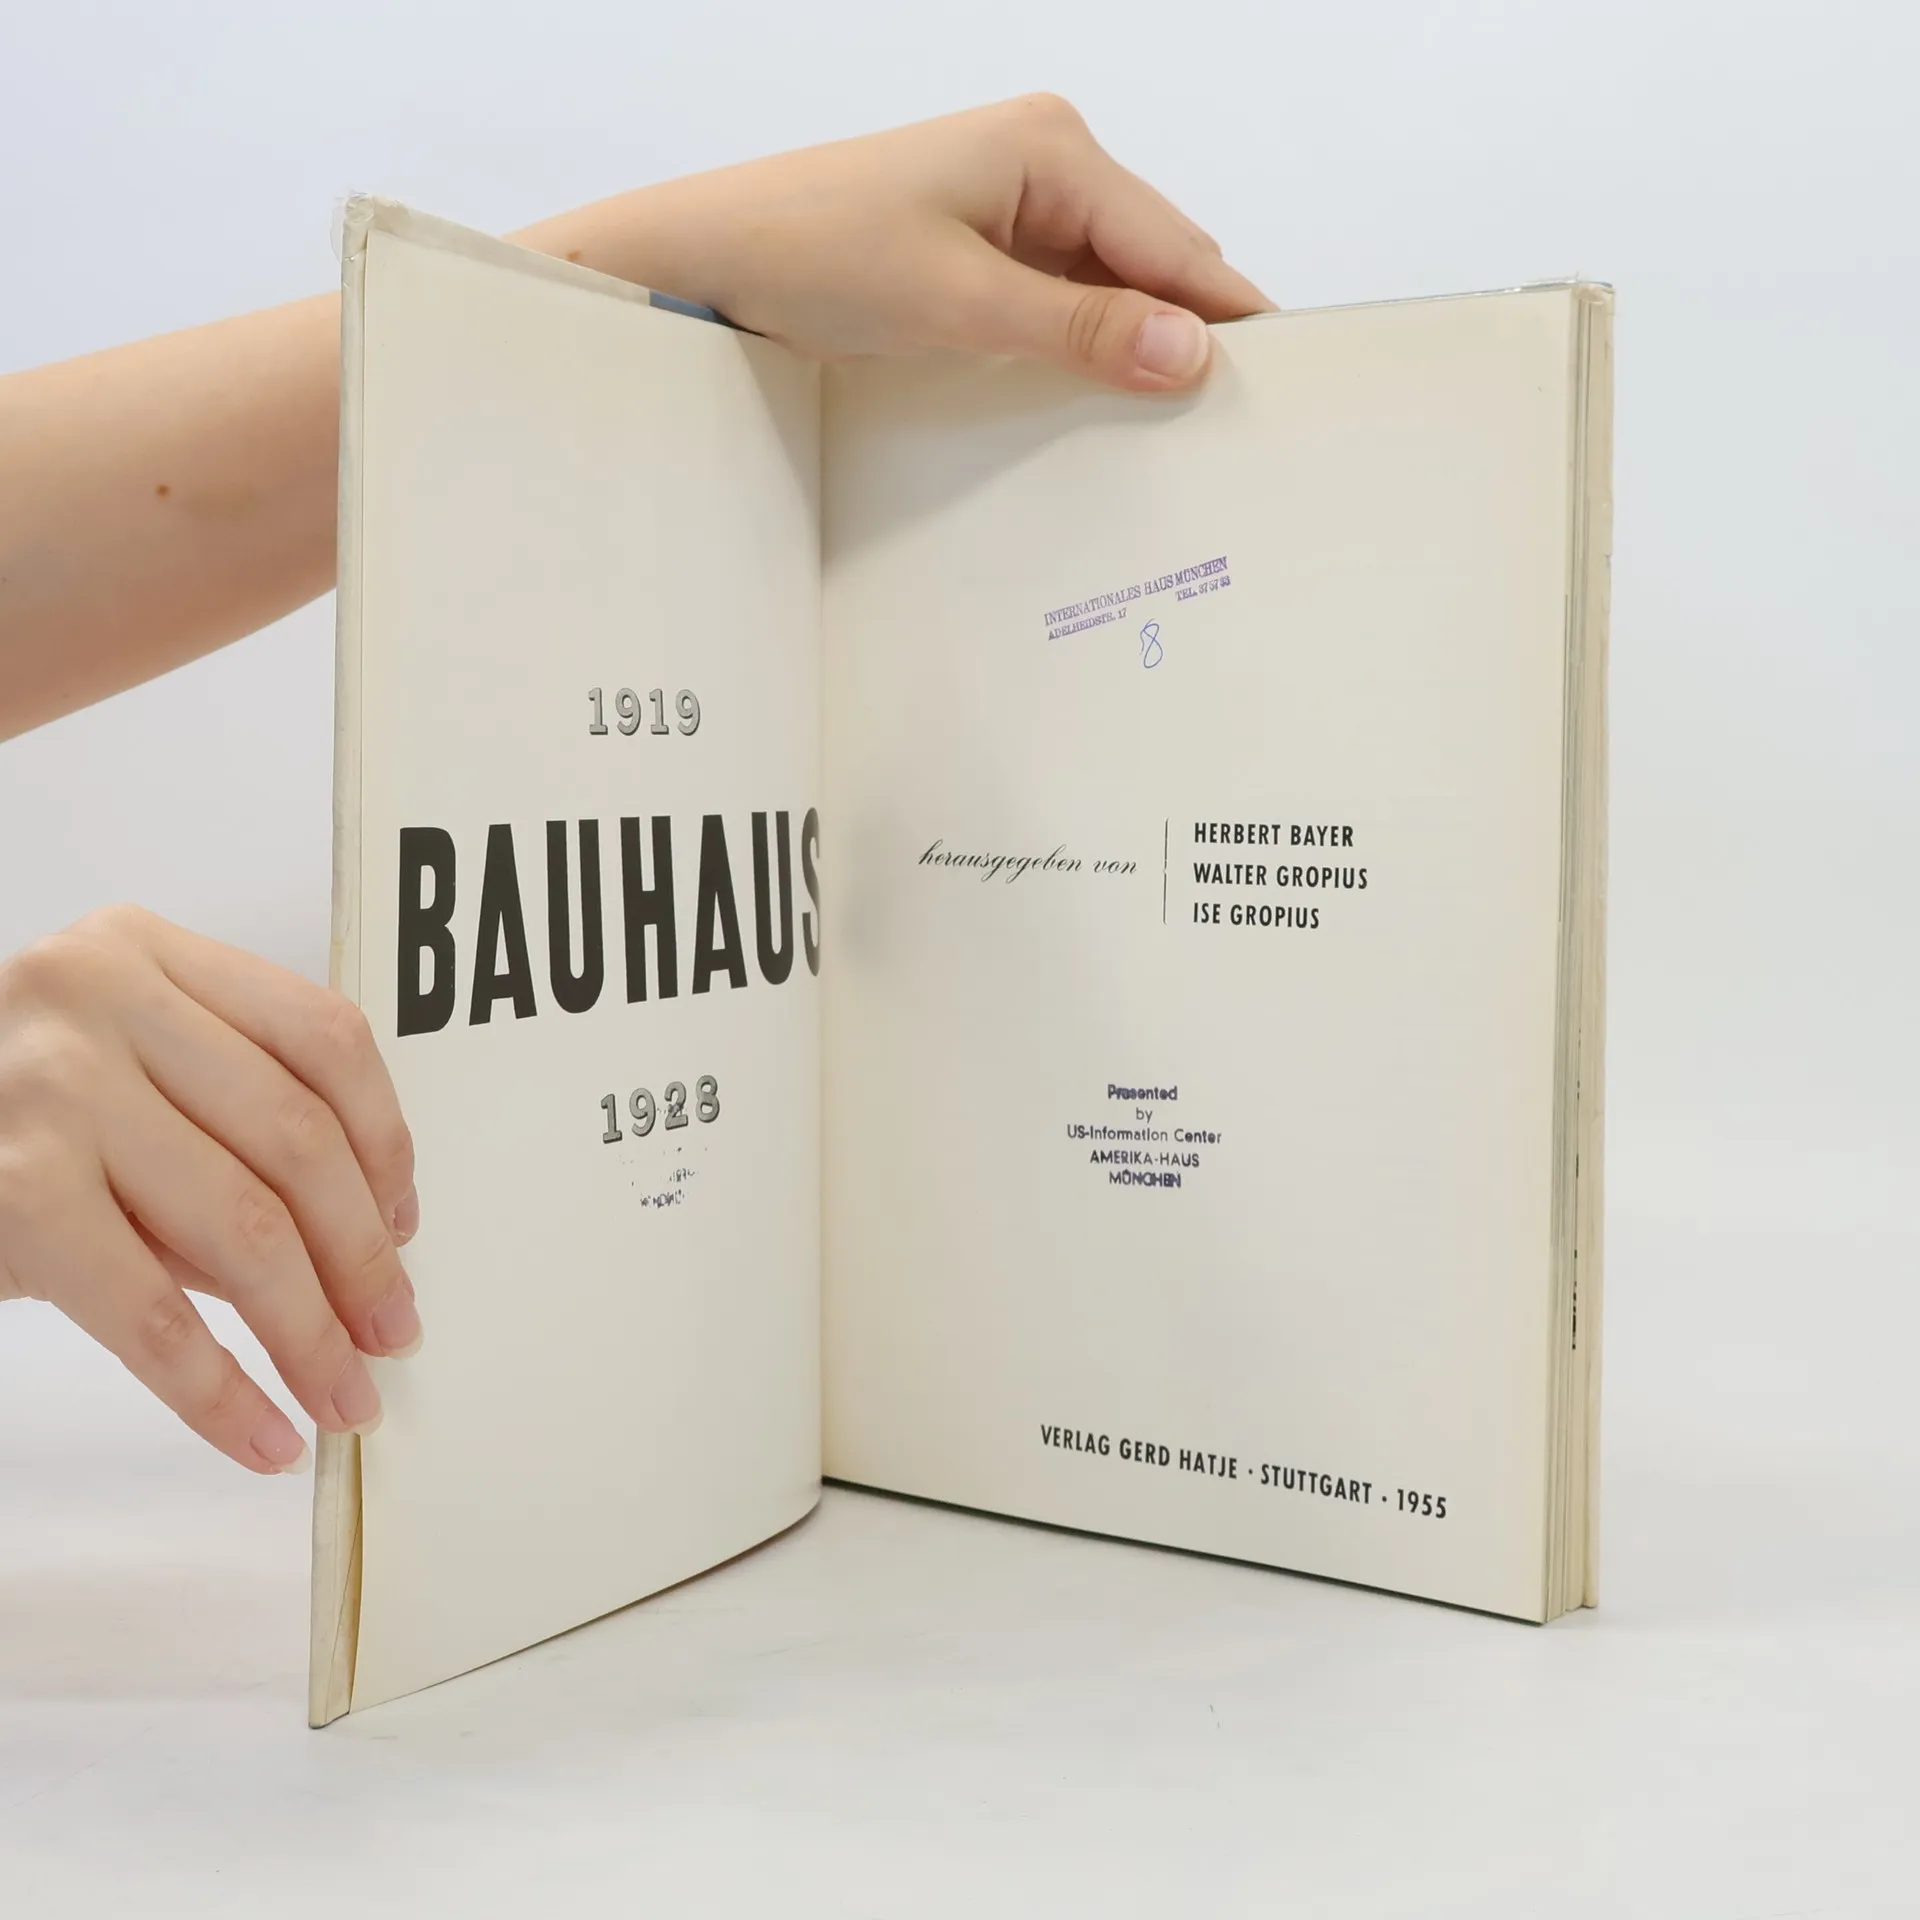 1919
BAUHAUS
1928
INTERNATIONALES HAUS MÜNCHEN
ADELHEIDSTR. 17 TEL. 37 57 33
8
herausgegeben von
HERBERT BAYER
WALTER GROPIUS
ISE GROPIUS
Presented
by
US-Information Center
AMERIKA-HAUS
MÜNCHEN
VERLAG GERD HATJE · STUTTGART · 1955